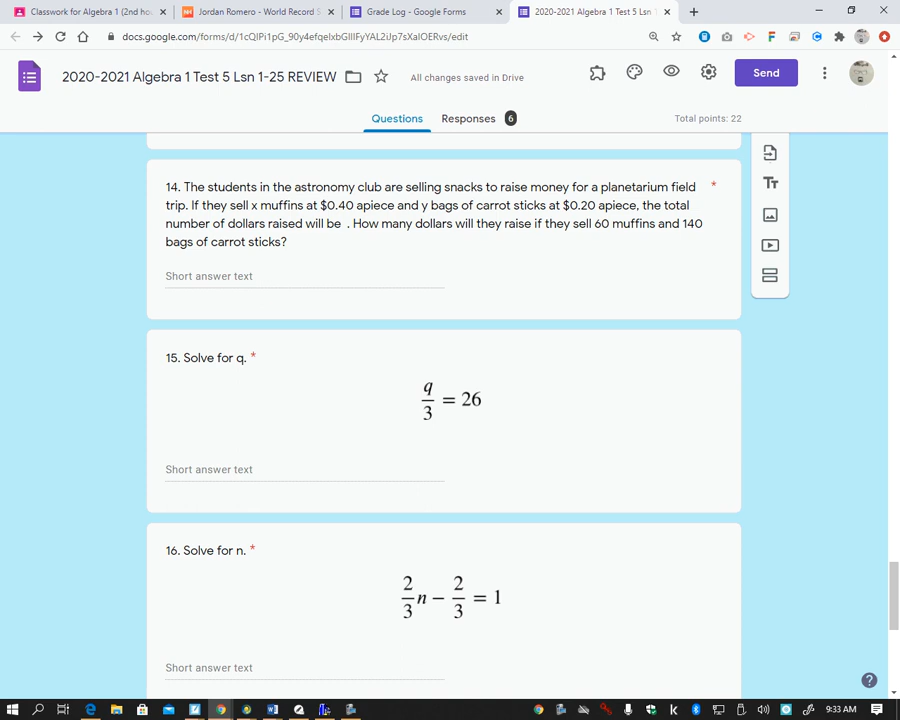 Classwork for Algebra 1 (2nd ho
Jordan Romero - World Record S
Grade Log - Google Forms
2020-2021 Algebra 1 Test 5 Lsn 1
docs.google.com/forms/d/1cQIPi1pG_90y4efqeIxbGIIIFyYAL2iJp7sXaIOERvs/edit
2020-2021 Algebra 1 Test 5 Lsn 1-25 REVIEW
All changes saved in Drive
Send
Questions
Responses 6
Total points: 22
14. The students in the astronomy club are selling snacks to raise money for a planetarium field *
trip. If they sell x muffins at $0.40 apiece and y bags of carrot sticks at $0.20 apiece, the total
number of dollars raised will be . How many dollars will they raise if they sell 60 muffins and 140
bags of carrot sticks?
Short answer text
15. Solve for q. *
q/3 = 26
Short answer text
16. Solve for n. *
2/3 n − 2/3 = 1
Short answer text
9:33 AM